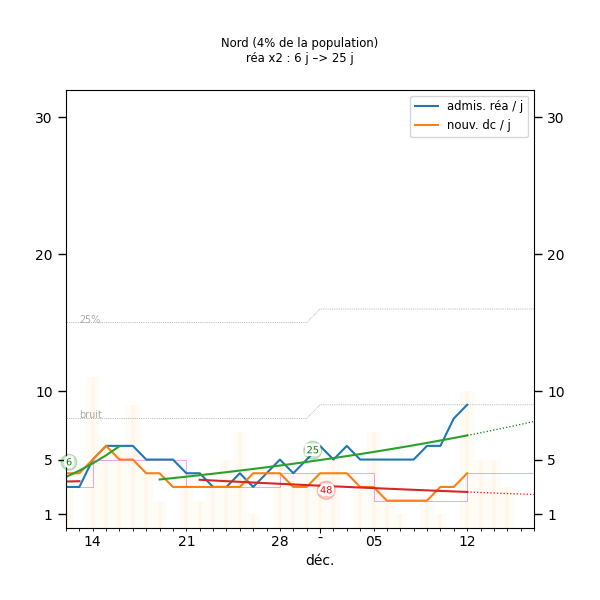 Nord (4% de la population)
réa x2 : 6 j –> 25 j
admis. réa / j
nouv. dc / j
30 30
20 20
25%
10 10
bruit
25
6
5 5
48
1 1
14 21 28 - 05 12
déc.